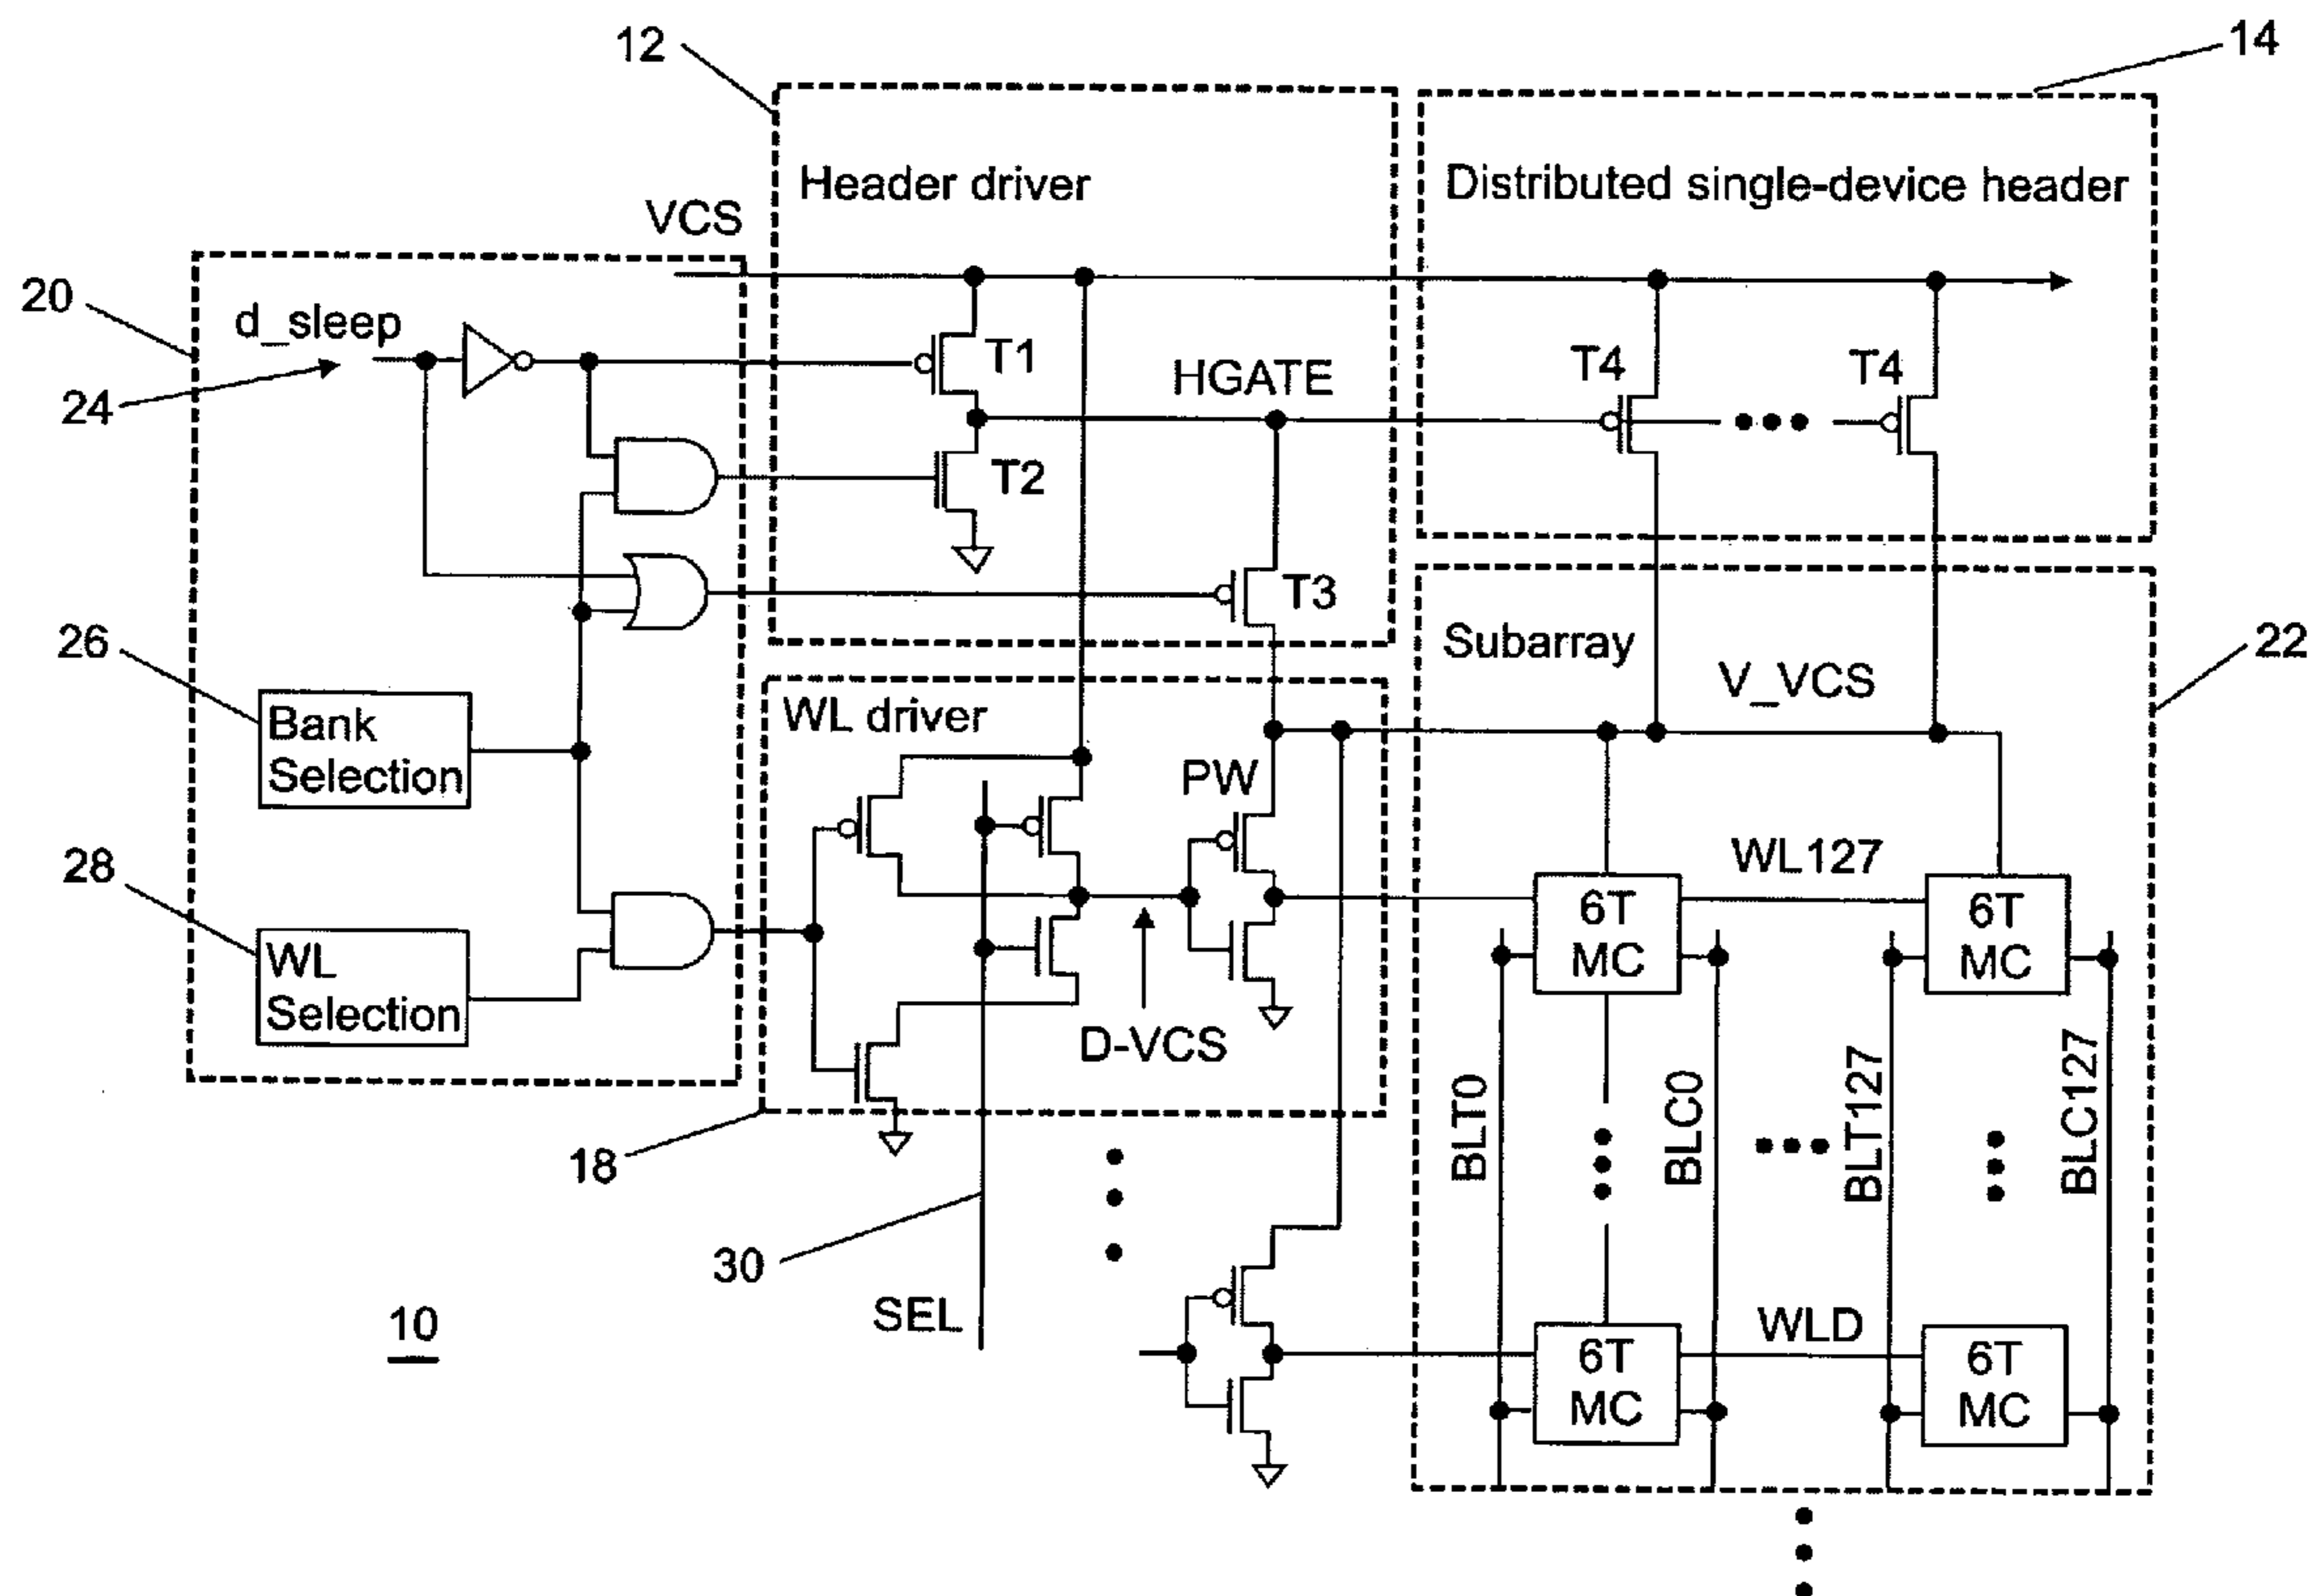 12
14
Header driver
Distributed single-device header
VCS
20
d_sleep
24
T1
HGATE
T4
T4
T2
T3
26
Bank
Selection
WL driver
Subarray
V_VCS
22
PW
28
WL
Selection
WL127
6T
MC
6T
MC
D-VCS
BLT0
BLC0
BLT127
BLC127
18
30
SEL
10
WLD
6T
MC
6T
MC